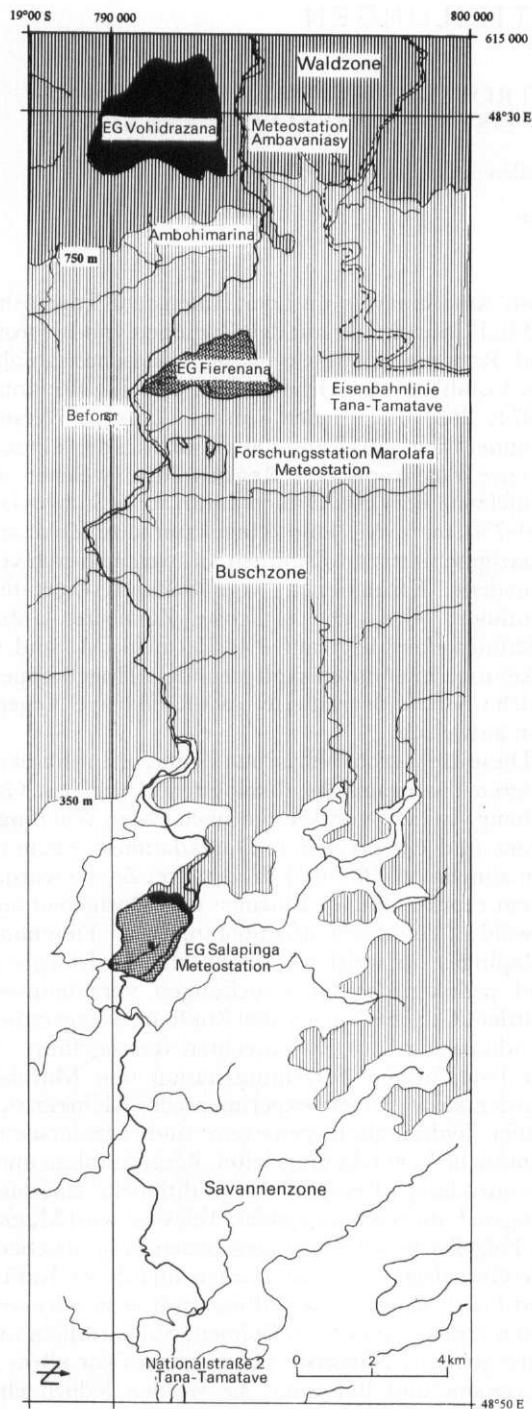 TTELUNGEN
19°00 S
790 000
800 000
615 000
Waldzone
48°30 E
EG Vohidrazana
Meteostation
Ambavaniasy
Ambohimarina
750 m
EG Fierenana
Eisenbahnlinie
Tana-Tamatave
Forschungsstation Marolafa
Meteostation
Buschzone
350 m
EG Salapinga
Meteostation
Savannenzone
Nationalstraße 2
Tana-Tamatave
0 2 4 km
N
48°50 E